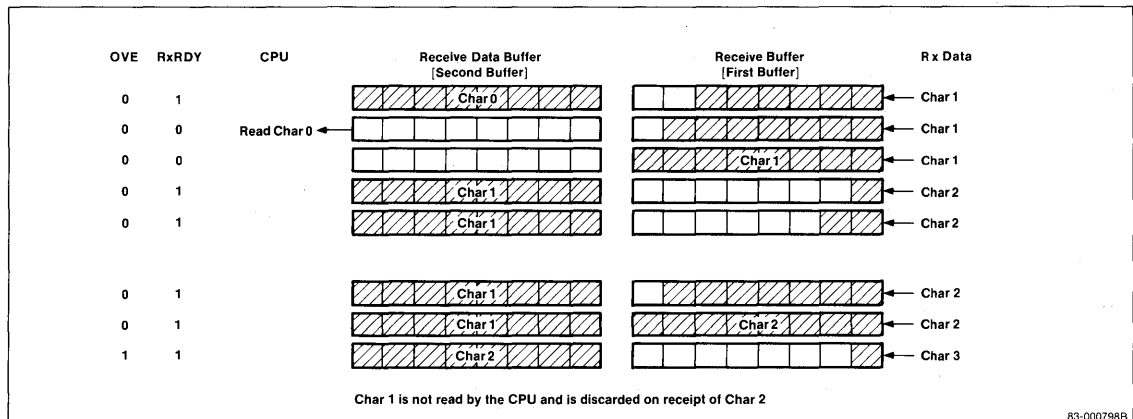 OVE RxRDY CPU Receive Data Buffer [Second Buffer] Receive Buffer [First Buffer] Rx Data
0 1 Char 0 Char 1
0 0 Read Char 0 Char 1
0 0 Char 1 Char 1
0 1 Char 1 Char 2
0 1 Char 1 Char 2
0 1 Char 1 Char 2
0 1 Char 1 Char 2 Char 2
1 1 Char 2 Char 3
Char 1 is not read by the CPU and is discarded on receipt of Char 2
83-000798B